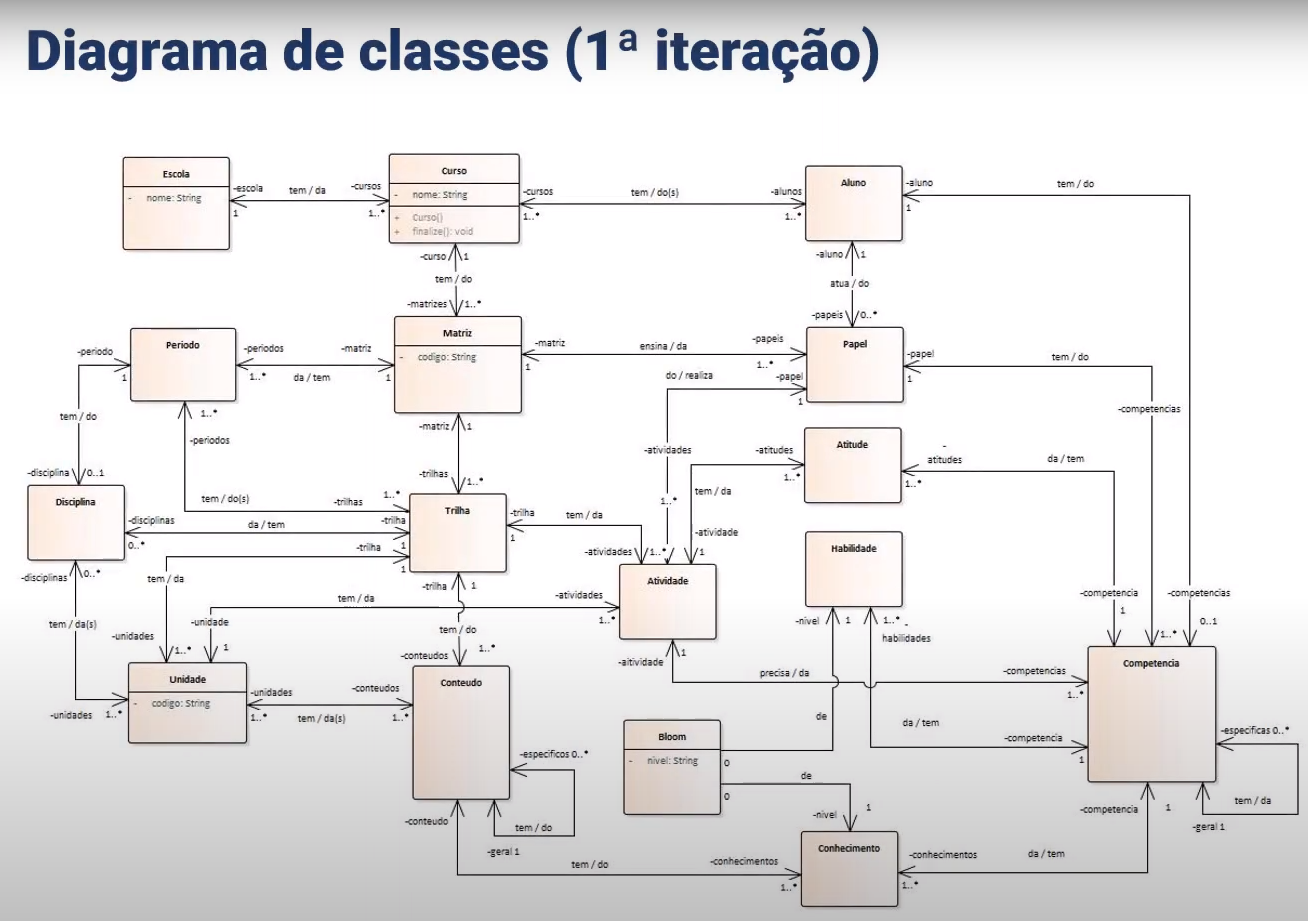 Diagrama de classes (1ª iteração)
Escola
- nome: String
-escola
1
tem / da
-cursos
1..*
Curso
- nome: String
+ Curso()
+ finalize(): void
-cursos
1..*
tem / do(s)
-alunos
1..*
Aluno
-aluno
1
tem / do
-curso 1
tem / do
-matrizes 1..*
-aluno 1
atua / do
-papeis 0..*
Periodo
-periodo
1
-periodos
1..*
da / tem
-matriz
1
Matriz
- codigo: String
-matriz
1
ensina / da
-papeis
1..*
Papel
-papel
1
tem / do
do / realiza
-papel
1
-competencias
tem / do
-disciplina 0..1
1..*
-periodos
tem / do(s)
-trilhas
1..*
-matriz 1
-trilhas 1..*
-atividades
1..*
-atitudes
1..*
Atitude
-
atitudes
1..*
da / tem
tem / da
-atividade
1
Disciplina
-disciplinas
0..*
da / tem
-trilha
1
Trilha
-trilha
1
tem / da
-atividades 1..*
-trilha
1
tem / da
-unidades
1..*
-disciplinas 0..*
tem / da(s)
-unidades 1..*
-trilha 1
tem / do
-conteudos 1..*
tem / da
-unidade
1
-atividades
1..*
Atividade
-aitividade 1
Habilidade
-nivel 1
1..* -
habilidades
-competencia
1
-competencias
0..1
1..*
Competencia
precisa / da
-competencias
1..*
Unidade
- codigo: String
-unidades
1..*
tem / da(s)
-conteudos
1..*
Conteudo
-especificos 0..*
tem / do
-geral 1
de
da / tem
-competencia
1
-especificas 0..*
tem / da
-geral 1
Bloom
- nivel: String
0
0
de
-nivel
1
-conteudo
tem / do
-conhecimentos
1..*
Conhecimento
-conhecimentos
1..*
da / tem
-competencia 1